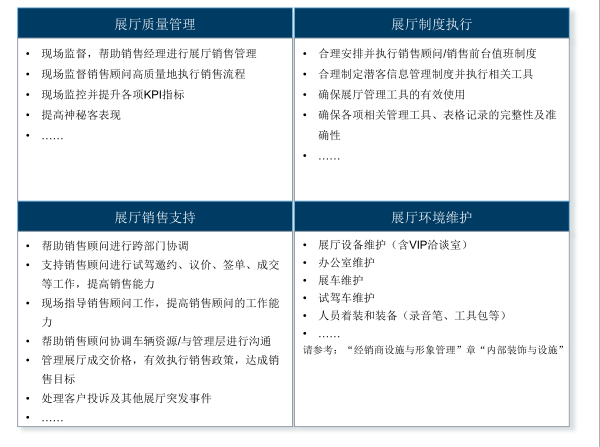 展厅质量管理
• 现场监督，帮助销售经理进行展厅销售管理
• 现场监督销售顾问高质量地执行销售流程
• 现场监控并提升各项KPI指标
• 提高神秘客表现
• ……
展厅制度执行
• 合理安排并执行销售顾问/销售前台值班制度
• 合理制定潜客信息管理制度并执行相关工具
• 确保展厅管理工具的有效使用
• 确保各项相关管理工具、表格记录的完整性及准
确性
• ……
展厅销售支持
• 帮助销售顾问进行跨部门协调
• 支持销售顾问进行试驾邀约、议价、签单、成交
等工作，提高销售能力
• 现场指导销售顾问工作，提高销售顾问的工作能
力
• 帮助销售顾问协调车辆资源/与管理层进行沟通
• 管理展厅成交价格，有效执行销售政策，达成销
售目标
• 处理客户投诉及其他展厅突发事件
• ……
展厅环境维护
• 展厅设备维护（含VIP洽谈室）
• 办公室维护
• 展车维护
• 试驾车维护
• 人员着装和装备（录音笔、工具包等）
• ……
请参考：“经销商设施与形象管理”章“内部装饰与设施”